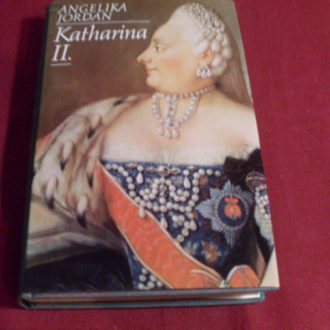 ANGELIKA
JORDAN
Katharina
II.